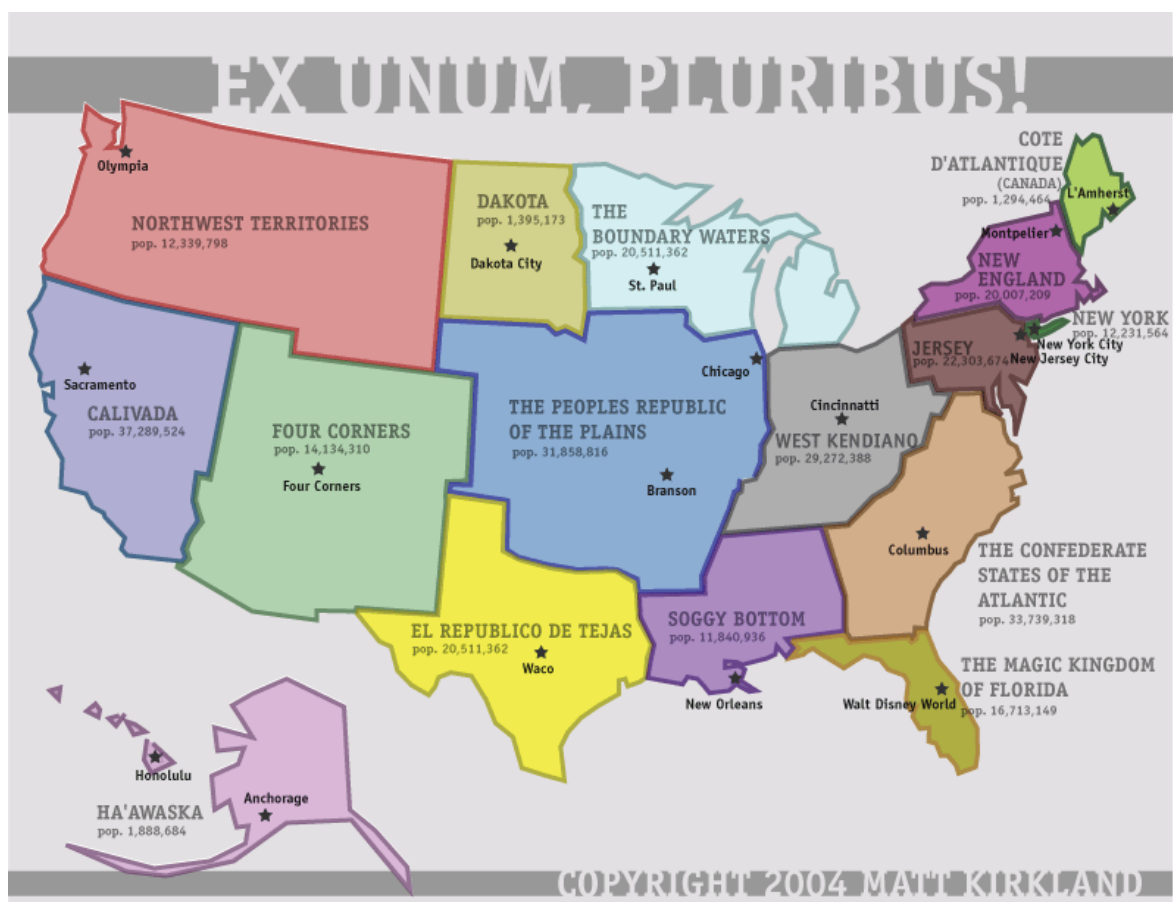 EX UNUM, PLURIBUS!
Olympia
NORTHWEST TERRITORIES
pop. 12,339,798
DAKOTA
pop. 1,395,173
Dakota City
THE
BOUNDARY WATERS
pop. 20,511,362
St. Paul
COTE
D'ATLANTIQUE
(CANADA)
pop. 1,294,464
L'Amherst
Montpelier
NEW
ENGLAND
pop. 20,007,209
NEW YORK
pop. 12,231,564
New York City
JERSEY
pop. 22,303,674
New Jersey City
Sacramento
CALIVADA
pop. 37,289,524
FOUR CORNERS
pop. 14,134,310
Four Corners
Chicago
THE PEOPLES REPUBLIC
OF THE PLAINS
pop. 31,858,816
Branson
Cincinnatti
WEST KENDIANO
pop. 29,272,388
Columbus
THE CONFEDERATE
STATES OF THE
ATLANTIC
pop. 33,739,318
EL REPUBLICO DE TEJAS
pop. 20,511,362
Waco
SOGGY BOTTOM
pop. 11,840,936
New Orleans
THE MAGIC KINGDOM
OF FLORIDA
pop. 16,713,149
Walt Disney World
Honolulu
HA'AWASKA
pop. 1,888,684
Anchorage
COPYRIGHT 2004 MATT KIRKLAND